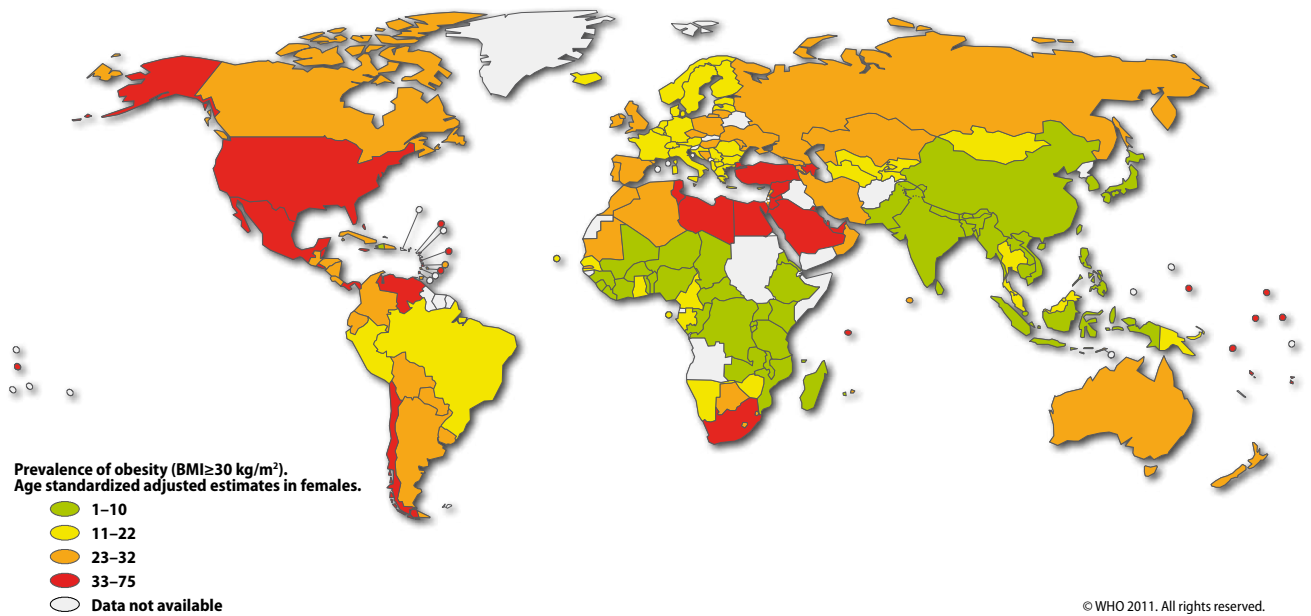 Prevalence of obesity (BMI≥30 kg/m²).
Age standardized adjusted estimates in females.
1–10
11–22
23–32
33–75
Data not available
© WHO 2011. All rights reserved.